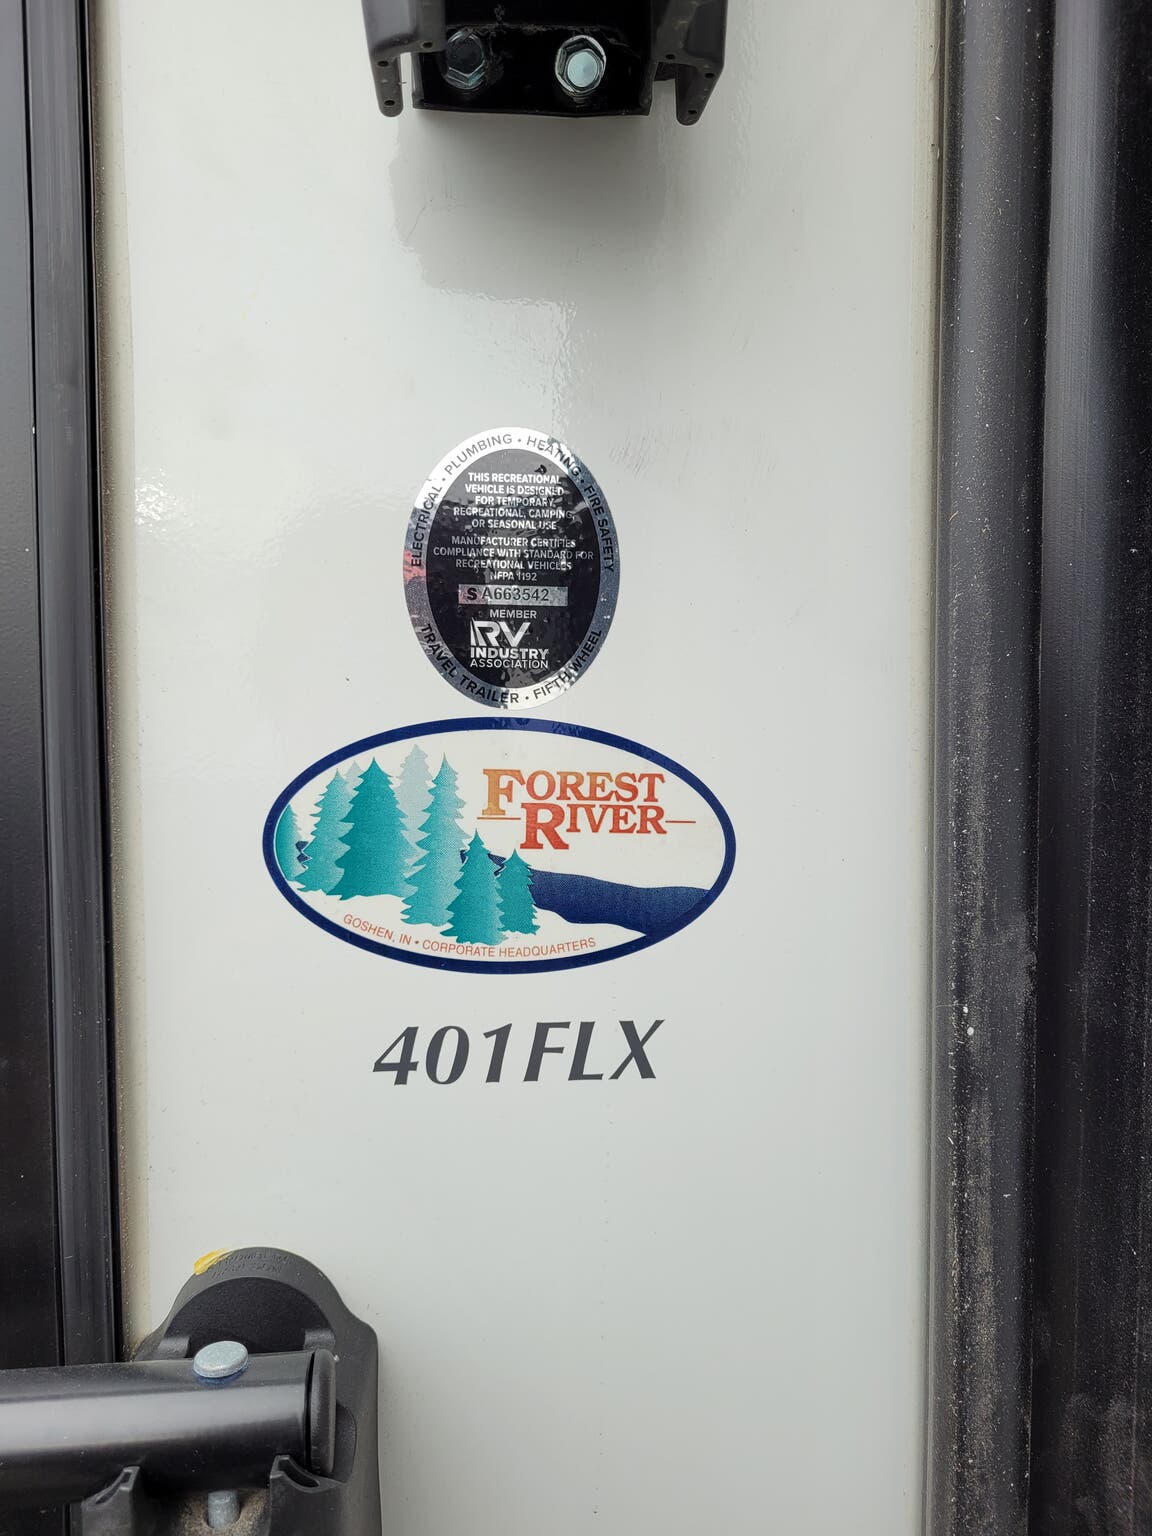 ELECTRICAL • PLUMBING • HEATING • FIRE SAFETY
THIS RECREATIONAL
VEHICLE IS DESIGNED
FOR TEMPORARY
RECREATIONAL, CAMPING,
OR SEASONAL USE
MANUFACTURER CERTIFIES
COMPLIANCE WITH STANDARD FOR
RECREATIONAL VEHICLES
NFPA 1192
S A663542
MEMBER
RV
INDUSTRY
ASSOCIATION
TRAVEL TRAILER • FIFTH WHEEL
FOREST
RIVER
GOSHEN, IN • CORPORATE HEADQUARTERS
401FLX